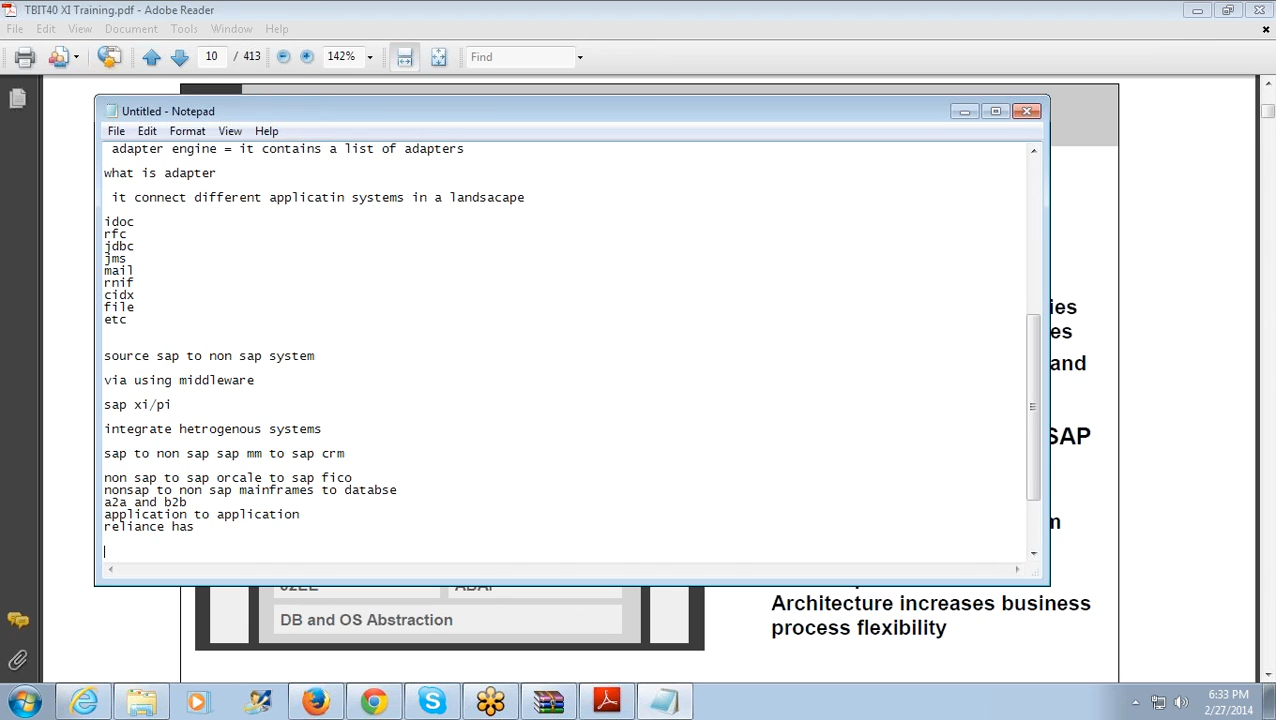 TBIT40 XI Training.pdf - Adobe Reader
File Edit View Document Tools Window Help
10 / 413 142% Find
Untitled - Notepad
File Edit Format View Help
adapter engine = it contains a list of adapters
what is adapter
it connect different applicatin systems in a landsacape
idoc
rfc
jdbc
jms
mail
rnif
cidx
file
etc
source sap to non sap system
via using middleware
sap xi/pi
integrate hetrogenous systems
sap to non sap sap mm to sap crm
non sap to sap orcale to sap fico
nonsap to non sap mainframes to databse
a2a and b2b
application to application
reliance has
and
SAP
J2EE ABAP
DB and OS Abstraction
Architecture increases business
process flexibility
6:33 PM
2/27/2014